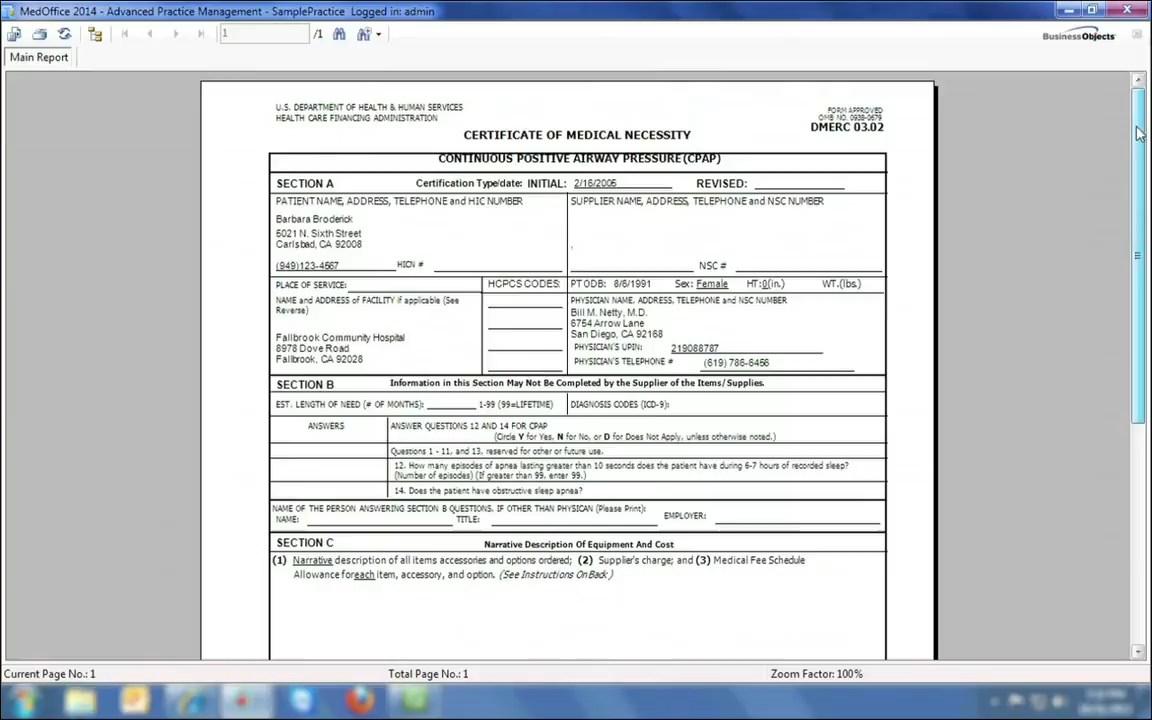 MedOffice 2014 - Advanced Practice Management - SamplePractice Logged in: admin
1 /1
BusinessObjects
Main Report
U.S. DEPARTMENT OF HEALTH & HUMAN SERVICES
HEALTH CARE FINANCING ADMINISTRATION
FORM APPROVED
OMB NO. 0938-0679
DMERC 03.02
CERTIFICATE OF MEDICAL NECESSITY
CONTINUOUS POSITIVE AIRWAY PRESSURE (CPAP)
SECTION A Certification Type/date: INITIAL: 2/16/2005 REVISED:
PATIENT NAME, ADDRESS, TELEPHONE and HIC NUMBER
Barbara Broderick
5021 N. Sixth Street
Carlsbad, CA 92008
(949)123-4567 HICN #
SUPPLIER NAME, ADDRESS, TELEPHONE and NSC NUMBER
,
NSC #
PLACE OF SERVICE:
NAME and ADDRESS of FACILITY if applicable (See
Reverse)
Fallbrook Community Hospital
8978 Dove Road
Fallbrook, CA 92028
HCPCS CODES:
PT ODB: 8/6/1991 Sex: Female HT:0(in.) WT.(lbs.)
PHYSICIAN NAME, ADDRESS, TELEPHONE and NSC NUMBER
Bill M. Netty, M.D.
6754 Arrow Lane
San Diego, CA 92168
PHYSICIAN'S UPIN: 219088787
PHYSICIAN'S TELEPHONE # (619) 786-6456
SECTION B Information in this Section May Not Be Completed by the Supplier of the Items/Supplies.
EST. LENGTH OF NEED (# OF MONTHS): 1-99 (99=LIFETIME) DIAGNOSIS CODES (ICD-9):
ANSWERS
ANSWER QUESTIONS 12 AND 14 FOR CPAP
(Circle Y for Yes, N for No, or D for Does Not Apply, unless otherwise noted.)
Questions 1 - 11, and 13, reserved for other or future use.
12. How many episodes of apnea lasting greater than 10 seconds does the patient have during 6-7 hours of recorded sleep?
(Number of episodes) (If greater than 99, enter 99.)
14. Does the patient have obstructive sleep apnea?
NAME OF THE PERSON ANSWERING SECTION B QUESTIONS, IF OTHER THAN PHYSICAN (Please Print):
NAME: TITLE: EMPLOYER:
SECTION C Narrative Description Of Equipment And Cost
(1) Narrative description of all items accessories and options ordered; (2) Supplier's charge; and (3) Medical Fee Schedule
Allowance foreach item, accessory, and option. (See Instructions On Back)
Current Page No.: 1 Total Page No.: 1 Zoom Factor: 100%